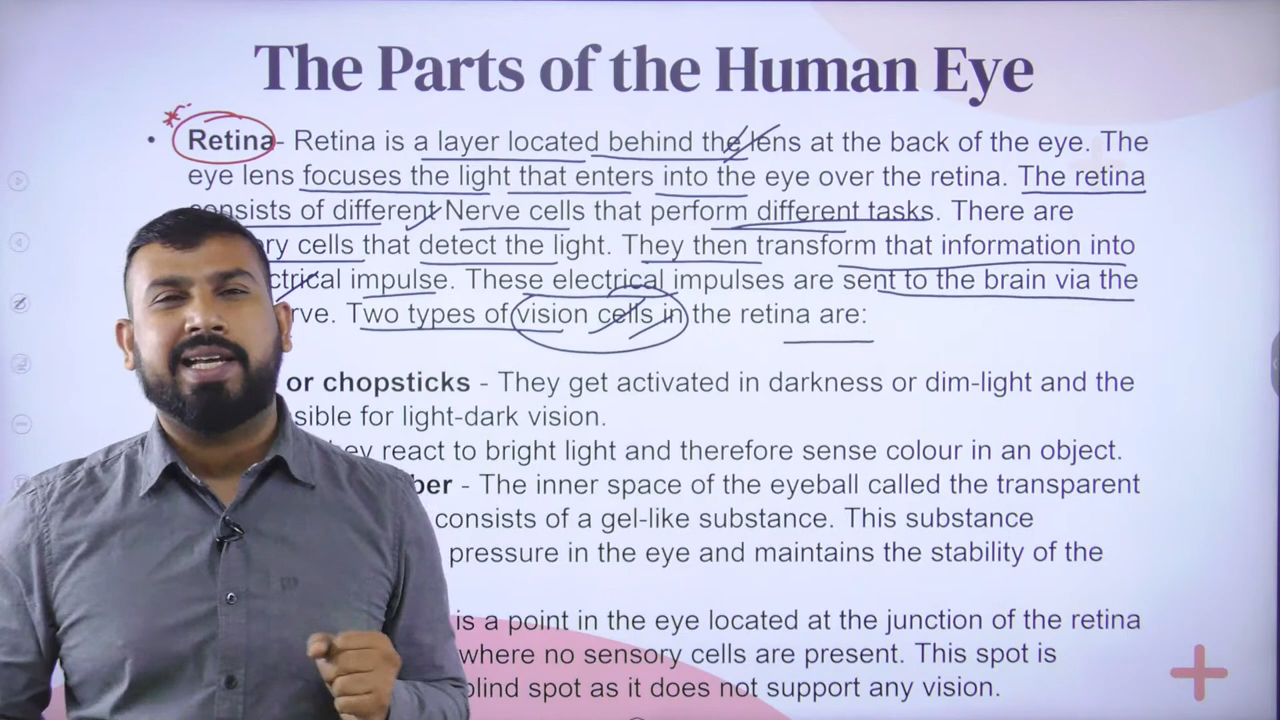 The Parts of the Human Eye
• Retina- Retina is a layer located behind the lens at the back of the eye. The
eye lens focuses the light that enters into the eye over the retina. The retina
consists of different Nerve cells that perform different tasks. There are
cells that detect the light. They then transform that information into
impulse. These electrical impulses are sent to the brain via the
Two types of vision cells in the retina are:
or chopsticks - They get activated in darkness or dim-light and the
for light-dark vision.
react to bright light and therefore sense colour in an object.
- The inner space of the eyeball called the transparent
consists of a gel-like substance. This substance
pressure in the eye and maintains the stability of the
is a point in the eye located at the junction of the retina
where no sensory cells are present. This spot is
blind spot as it does not support any vision.